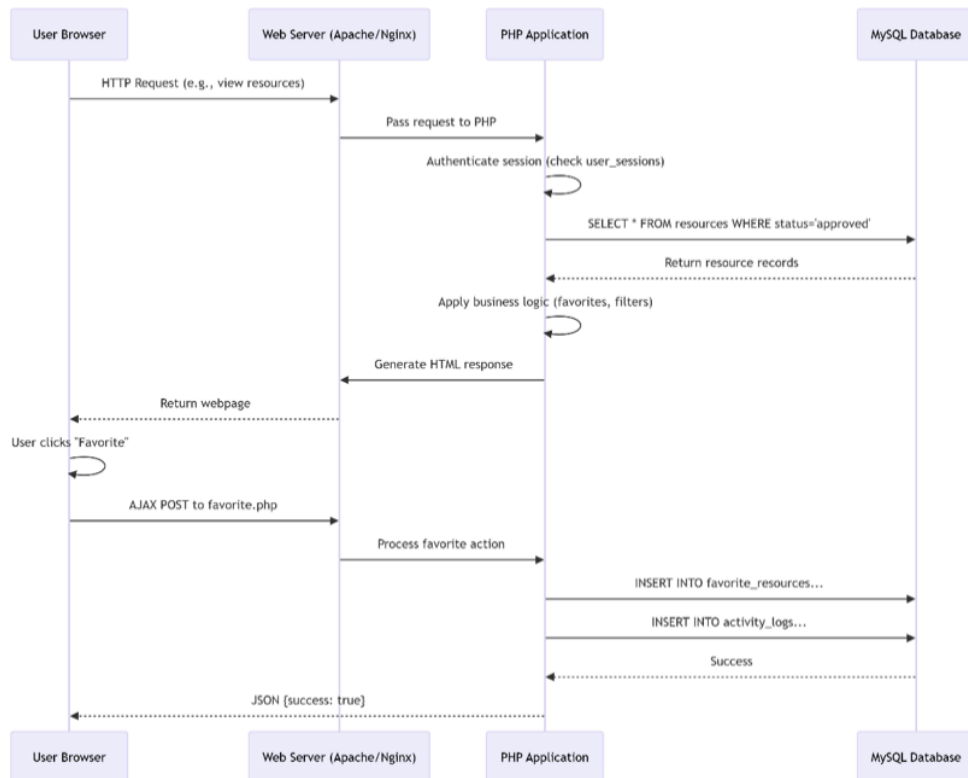 User Browser
Web Server (Apache/Nginx)
PHP Application
MySQL Database
HTTP Request (e.g., view resources)
Pass request to PHP
Authenticate session (check user_sessions)
SELECT * FROM resources WHERE status='approved'
Return resource records
Apply business logic (favorites, filters)
Generate HTML response
Return webpage
User clicks "Favorite"
AJAX POST to favorite.php
Process favorite action
INSERT INTO favorite_resources...
INSERT INTO activity_logs...
Success
JSON {success: true}
User Browser
Web Server (Apache/Nginx)
PHP Application
MySQL Database